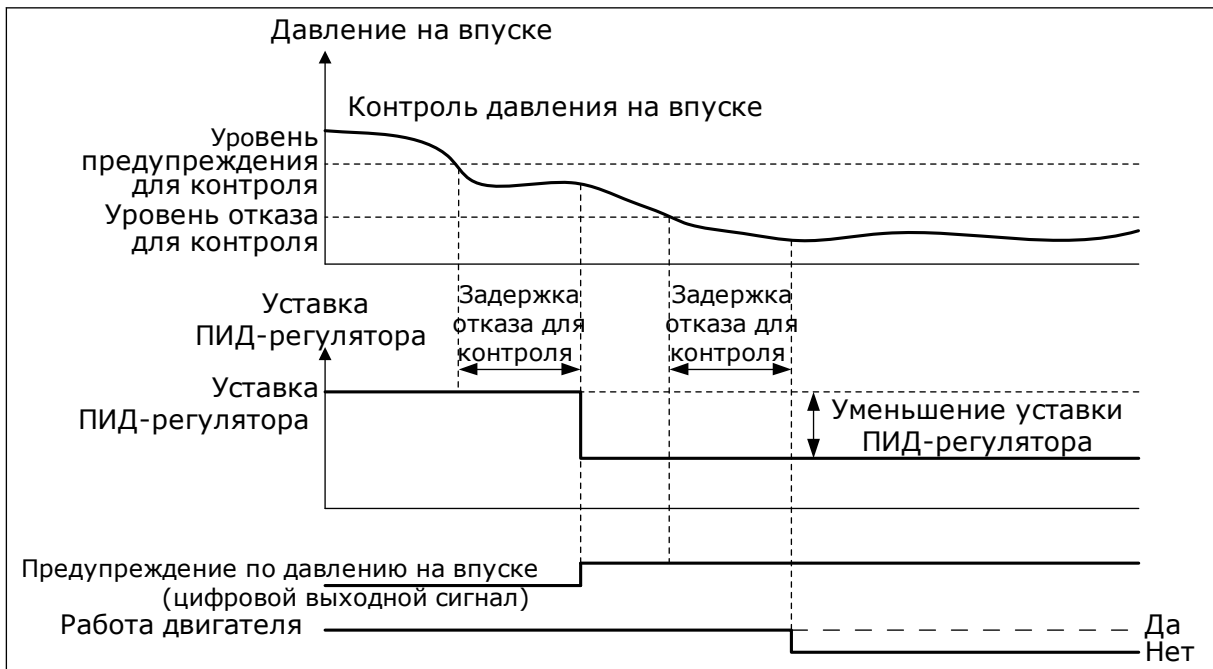 Давление на впуске
Контроль давления на впуске
Уровень
предупреждения
для контроля
Уровень отказа
для контроля
Уставка
ПИД-регулятора
Задержка
отказа для
контроля
Задержка
отказа для
контроля
Уставка
ПИД-регулятора
Уменьшение уставки
ПИД-регулятора
Предупреждение по давлению на впуске
(цифровой выходной сигнал)
Работа двигателя
Да
Нет